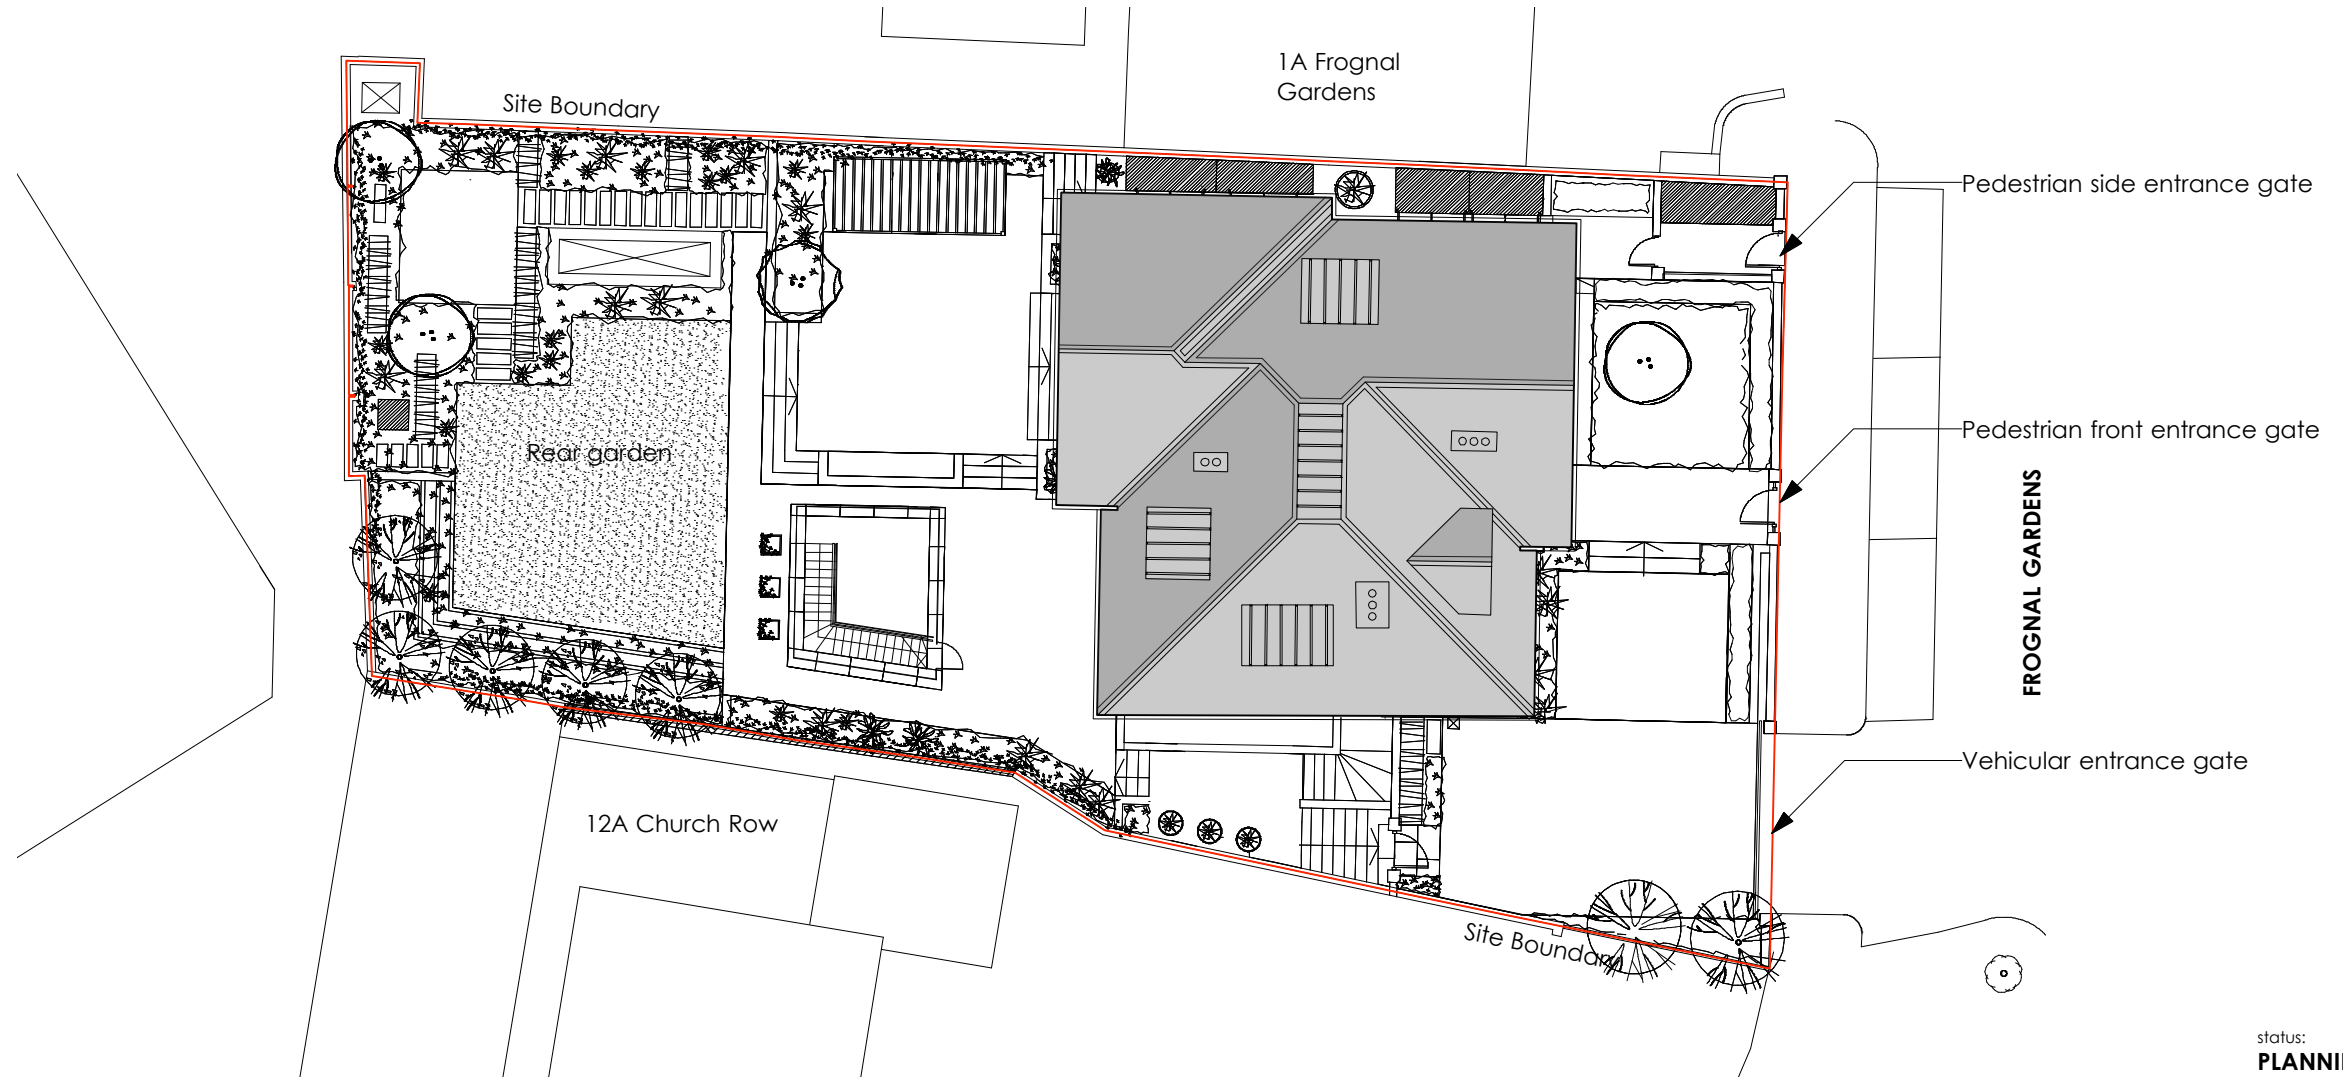 1A Frognal
Gardens
Site Boundary
Pedestrian side entrance gate
Pedestrian front entrance gate
Rear garden
FROGNAL GARDENS
Vehicular entrance gate
12A Church Row
Site Boundary
status: